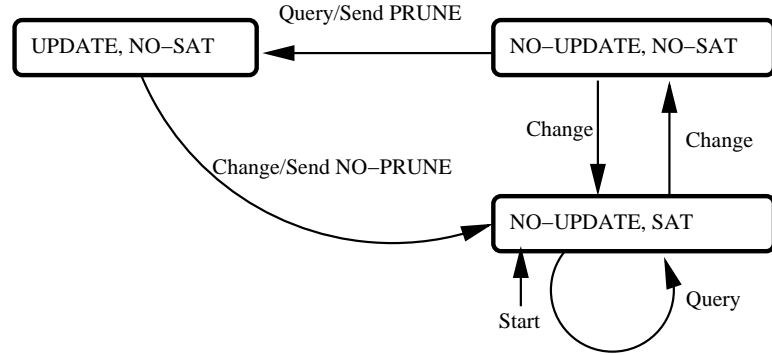 Query/Send PRUNE
UPDATE, NO−SAT
NO−UPDATE, NO−SAT
Change
Change
Change/Send NO−PRUNE
NO−UPDATE, SAT
Query
Start